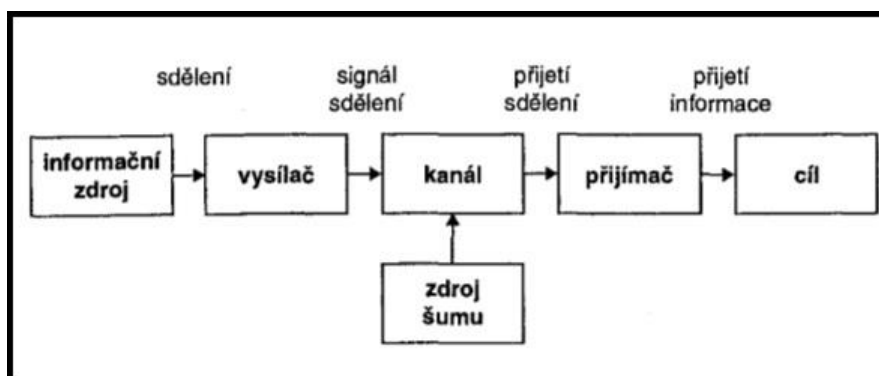 sdělení
signál
sdělení
přijetí
sdělení
přijetí
informace
informační
zdroj
vysílač
kanál
přijímač
cíl
zdroj
šumu